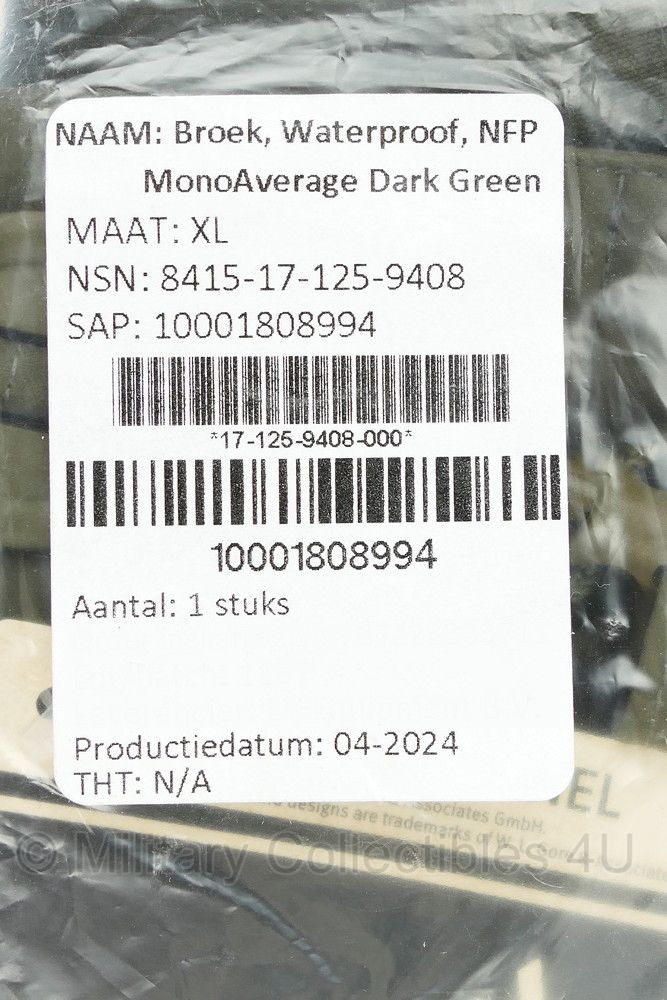 NAAM: Broek, Waterproof, NFP
MonoAverage Dark Green
MAAT: XL
NSN: 8415-17-125-9408
SAP: 10001808994
*17-125-9408-000*
10001808994
Aantal: 1 stuks
Productiedatum: 04-2024
THT: N/A
Associates GmbH.
designs are trademarks of W. L. Gore
© Military Collectibles 4U